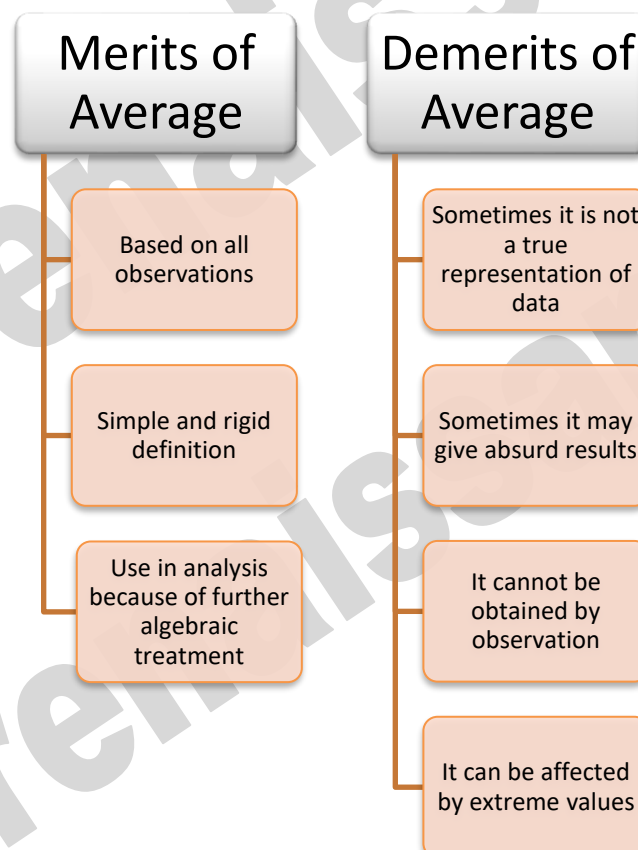 Merits of
Average
Based on all
observations
Simple and rigid
definition
Use in analysis
because of further
algebraic
treatment
Demerits of
Average
Sometimes it is not
a true
representation of
data
Sometimes it may
give absurd results
It cannot be
obtained by
observation
It can be affected
by extreme values